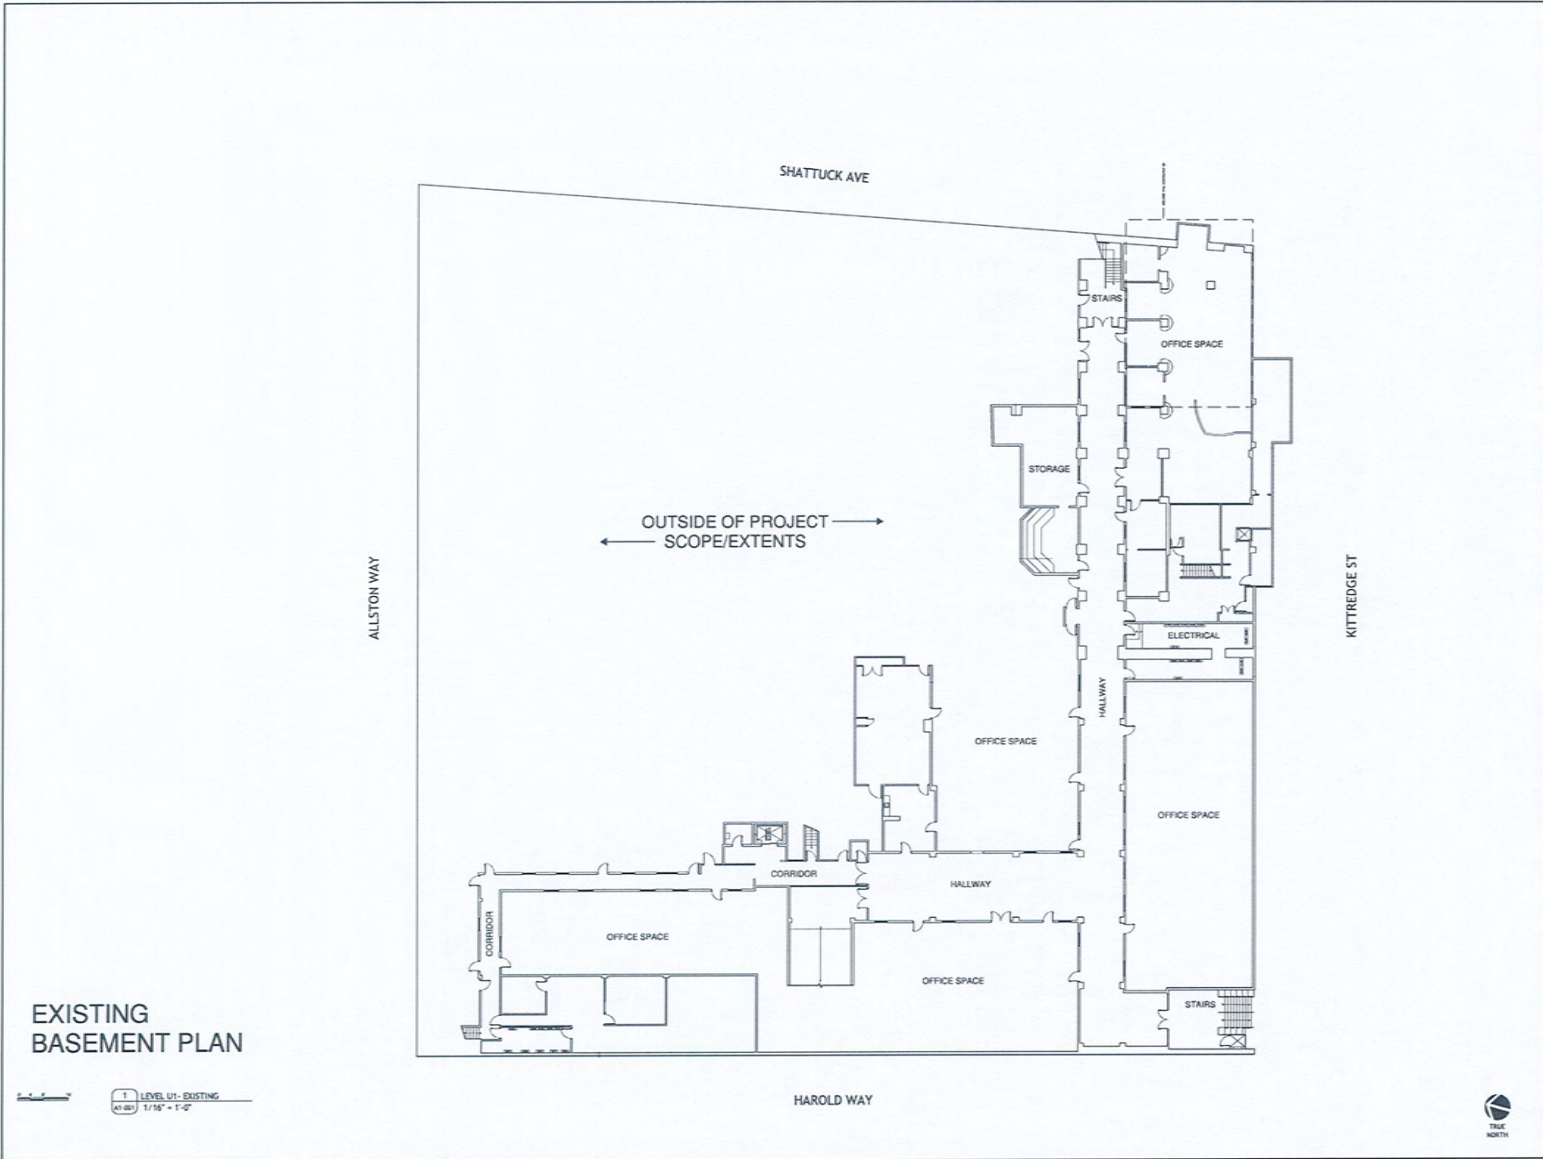 SHATTUCK AVE
STAIRS
OFFICE SPACE
STORAGE
OUTSIDE OF PROJECT
SCOPE/EXTENTS
ALLSTON WAY
KITTREDGE ST
ELECTRICAL
HALLWAY
OFFICE SPACE
OFFICE SPACE
CORRIDOR
HALLWAY
CORRIDOR
OFFICE SPACE
OFFICE SPACE
STAIRS
EXISTING
BASEMENT PLAN
1 LEVEL U1- EXISTING
A1-001 1/16" = 1'-0"
HAROLD WAY
TRUE
NORTH